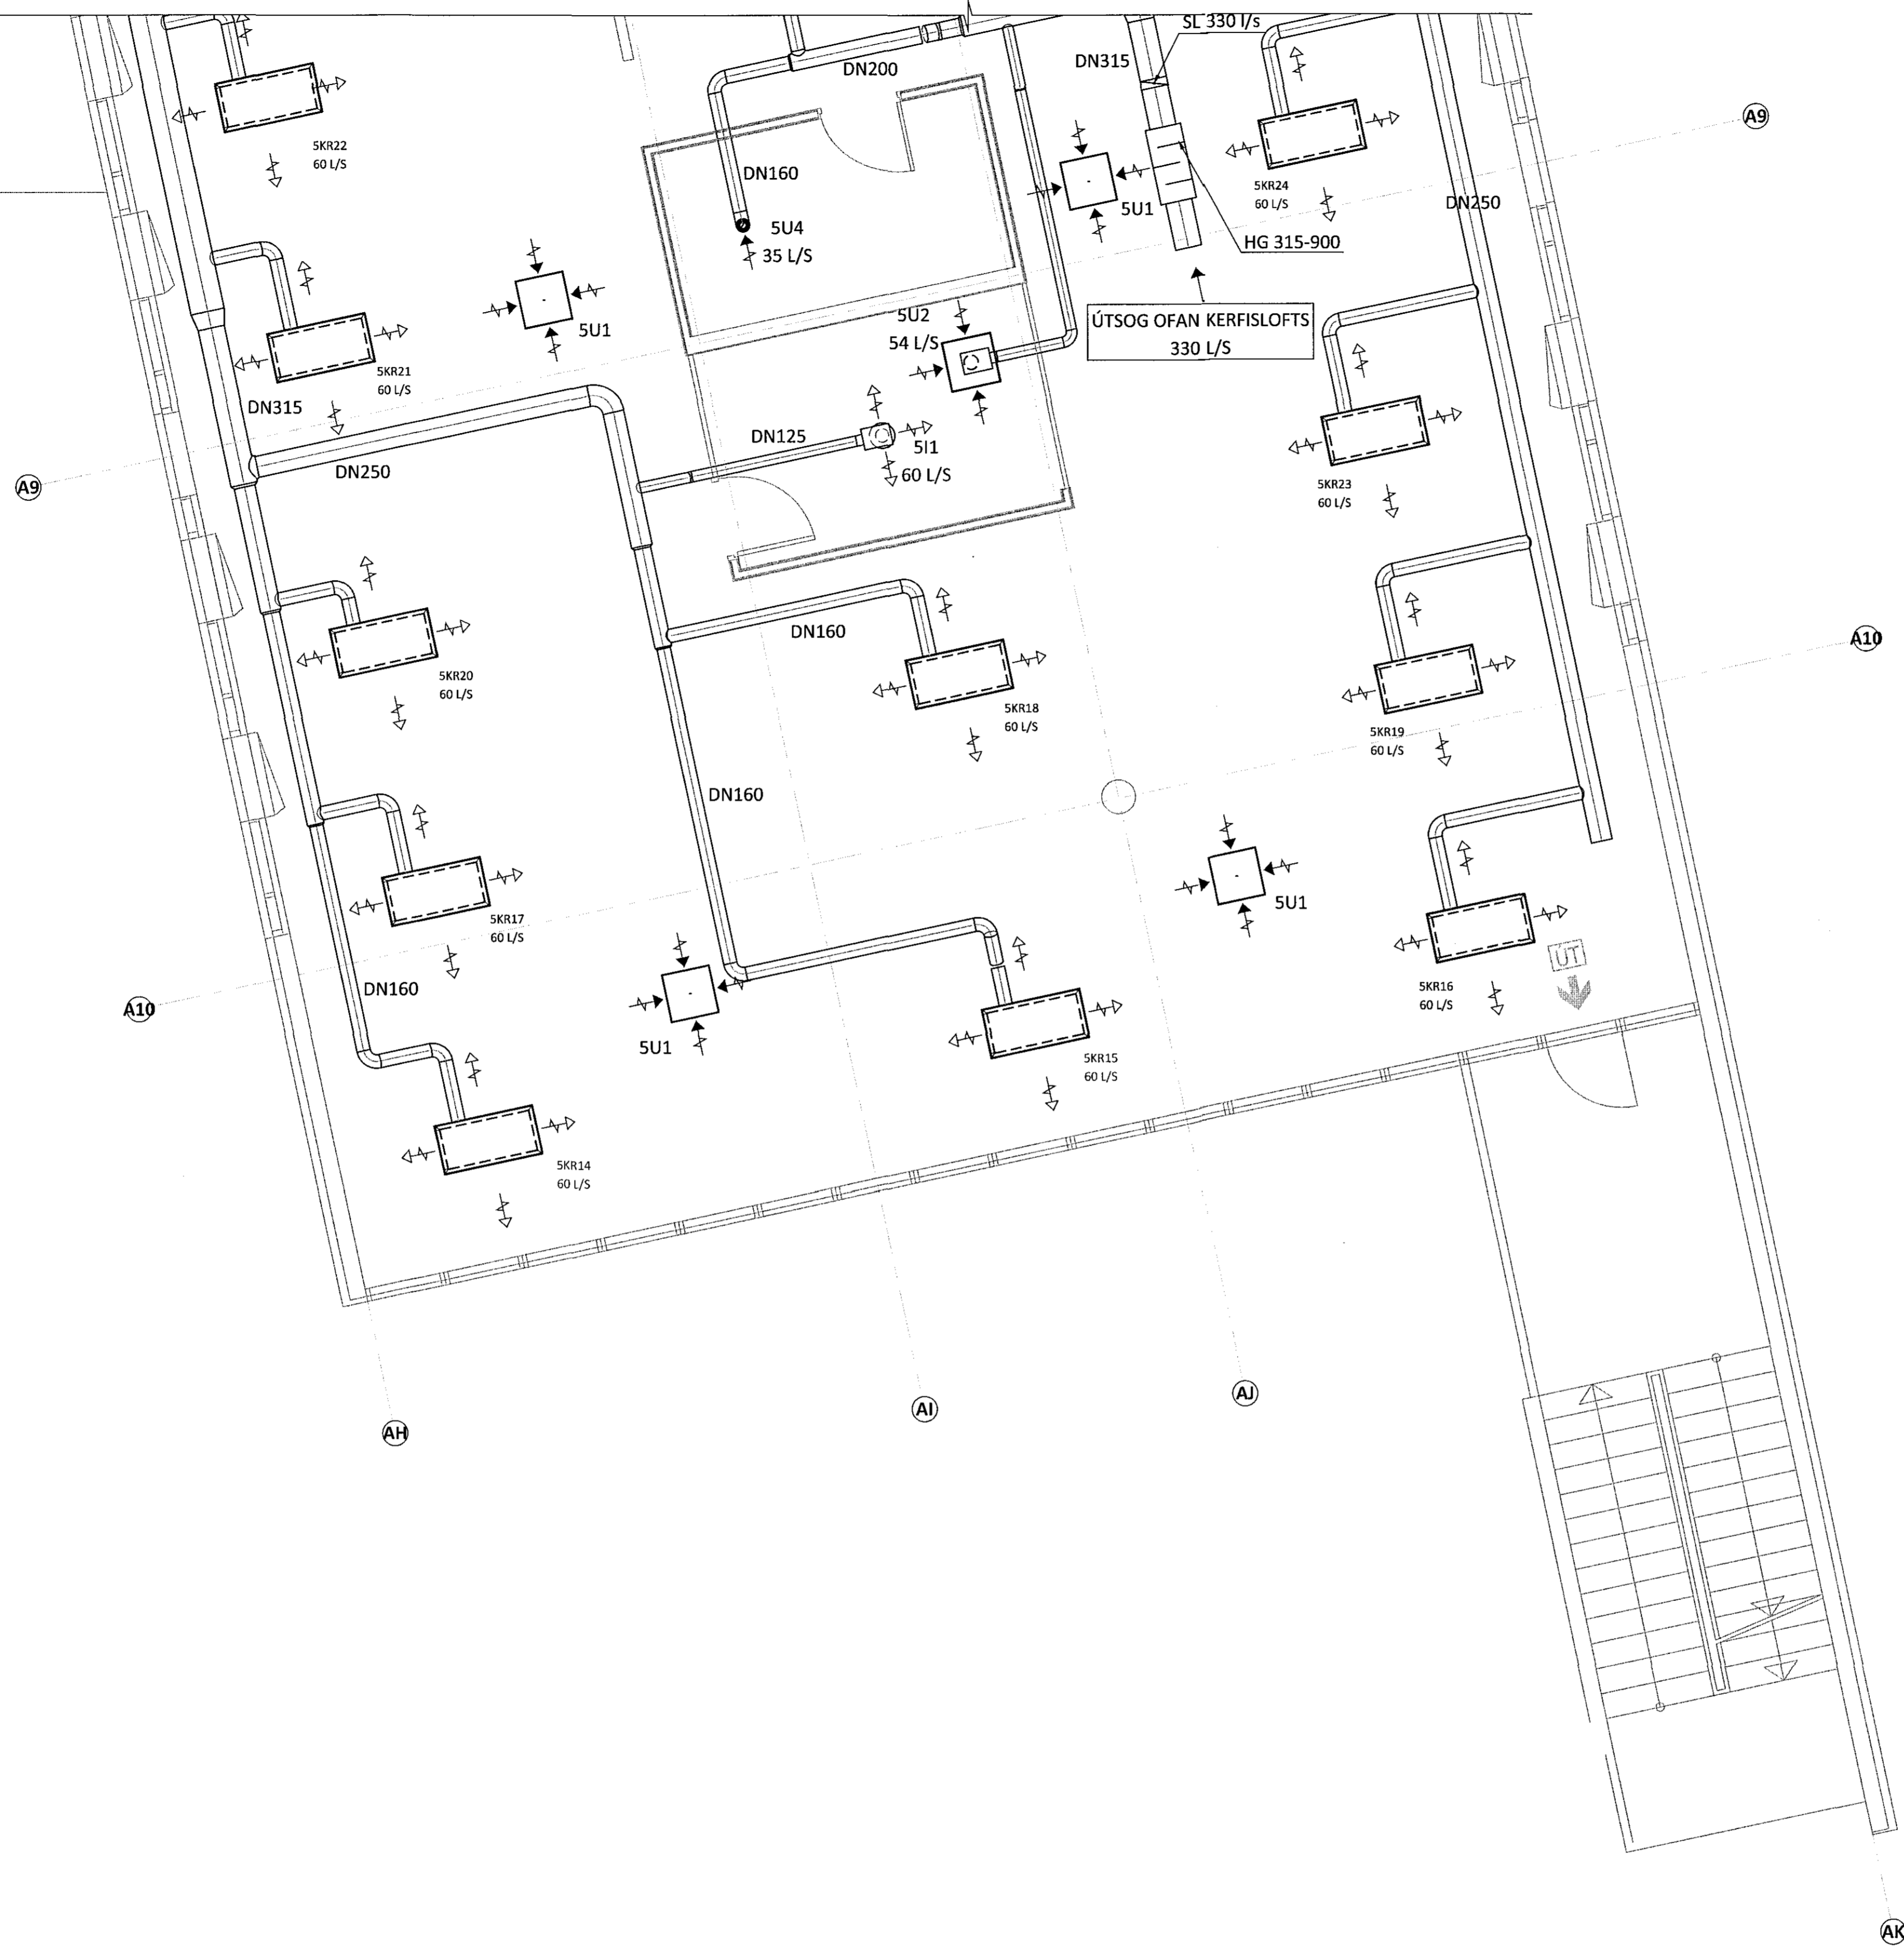 SL 330 l/s
DN200
DN315
5KR22
60 L/S
DN160
5U4
35 L/S
5U1
5KR24
60 L/S
DN250
HG 315-900
A9
5U1
5U2
54 L/S
ÚTSOG OFAN KERFISLOFTS
330 L/S
5KR21
60 L/S
DN315
DN250
DN125
5I1
60 L/S
5KR23
60 L/S
A9
DN160
A10
5KR20
60 L/S
5KR18
60 L/S
5KR19
60 L/S
DN160
5U1
5KR17
60 L/S
DN160
A10
5U1
ÚT
5KR16
60 L/S
5KR15
60 L/S
5KR14
60 L/S
AH
AI
AJ
AK